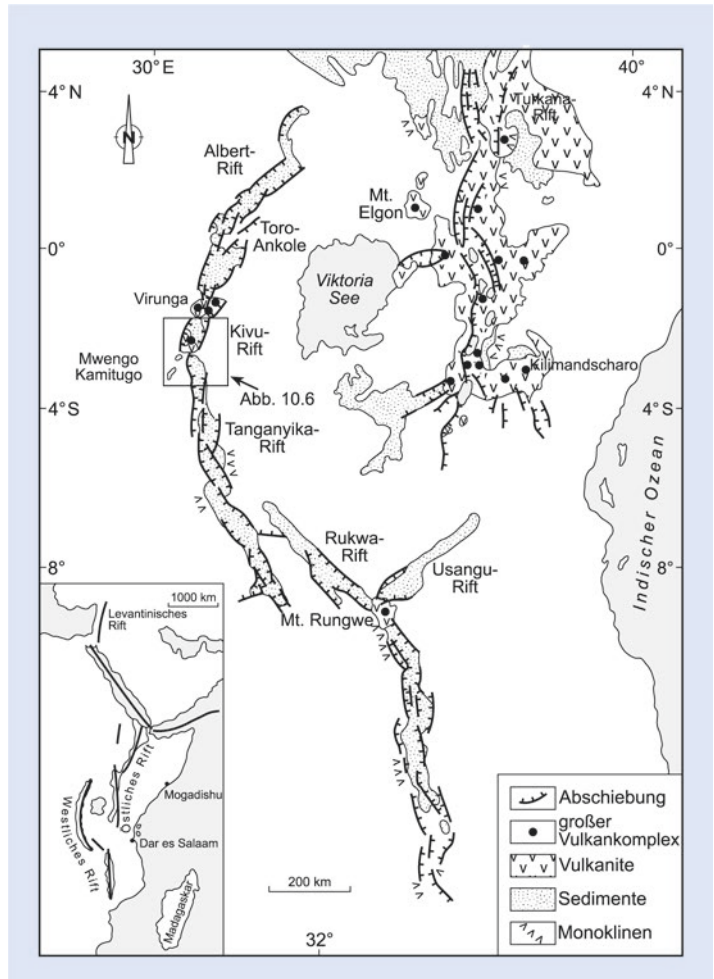 30°E
40°
4°N
4°
Turkana-
Rift
N
Albert-
Rift
Mt.
Elgon
Toro-
Ankole
0°
0°
Viktoria
See
Virunga
Kivu-
Rift
Mwengo
Kamitugo
Kilimandscharo
Abb. 10.6
4°S
4°
Tanganyika-
Rift
Indischer Ozean
Rukwa-
Rift
Usangu-
Rift
8°
8°
Mt. Rungwe
1000 km
Levantinisches
Rift
Mogadishu
Östliches Rift
Westliches Rift
Dar es Salaam
Madagaskar
200 km
32°
Abschiebung
großer
Vulkankomplex
Vulkanite
Sedimente
Monoklinen